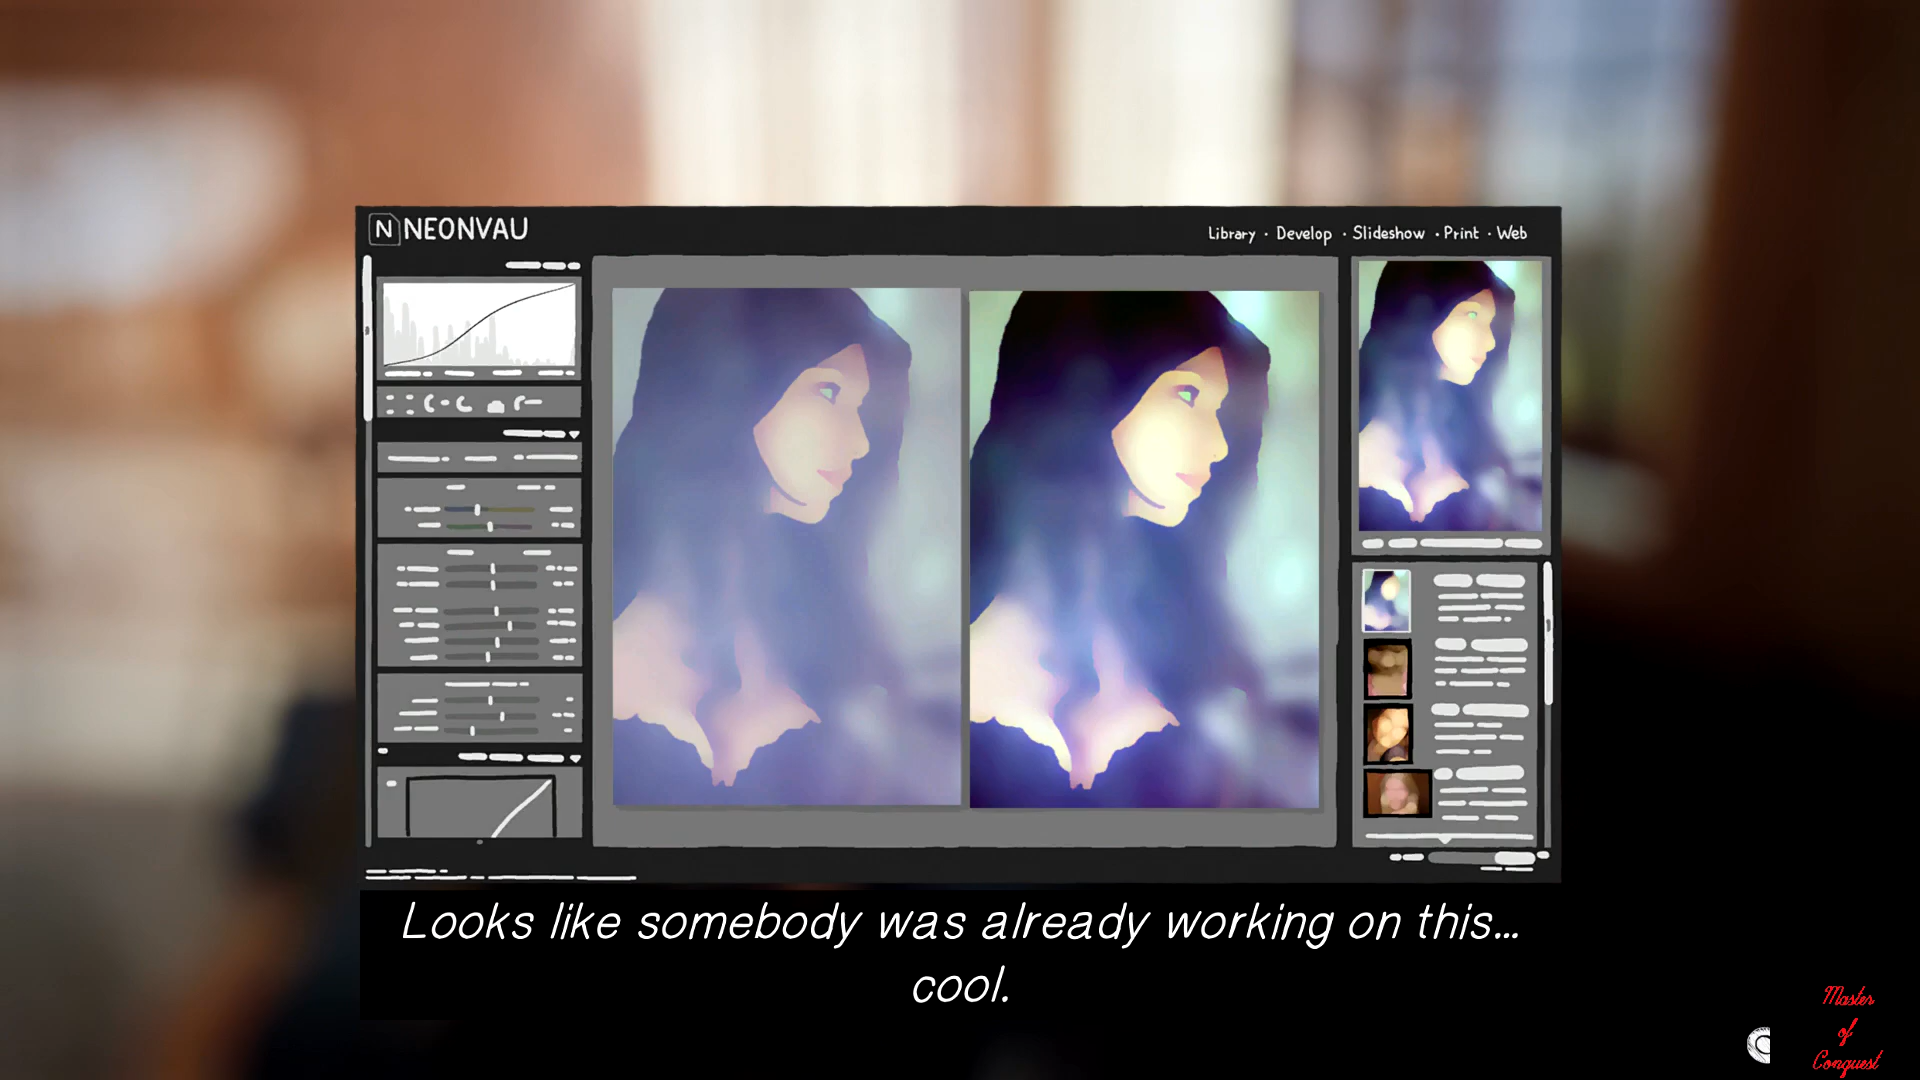 N NEONVAU
Library · Develop · Slideshow · Print · Web
Looks like somebody was already working on this...
cool.
Master
of
Conquest